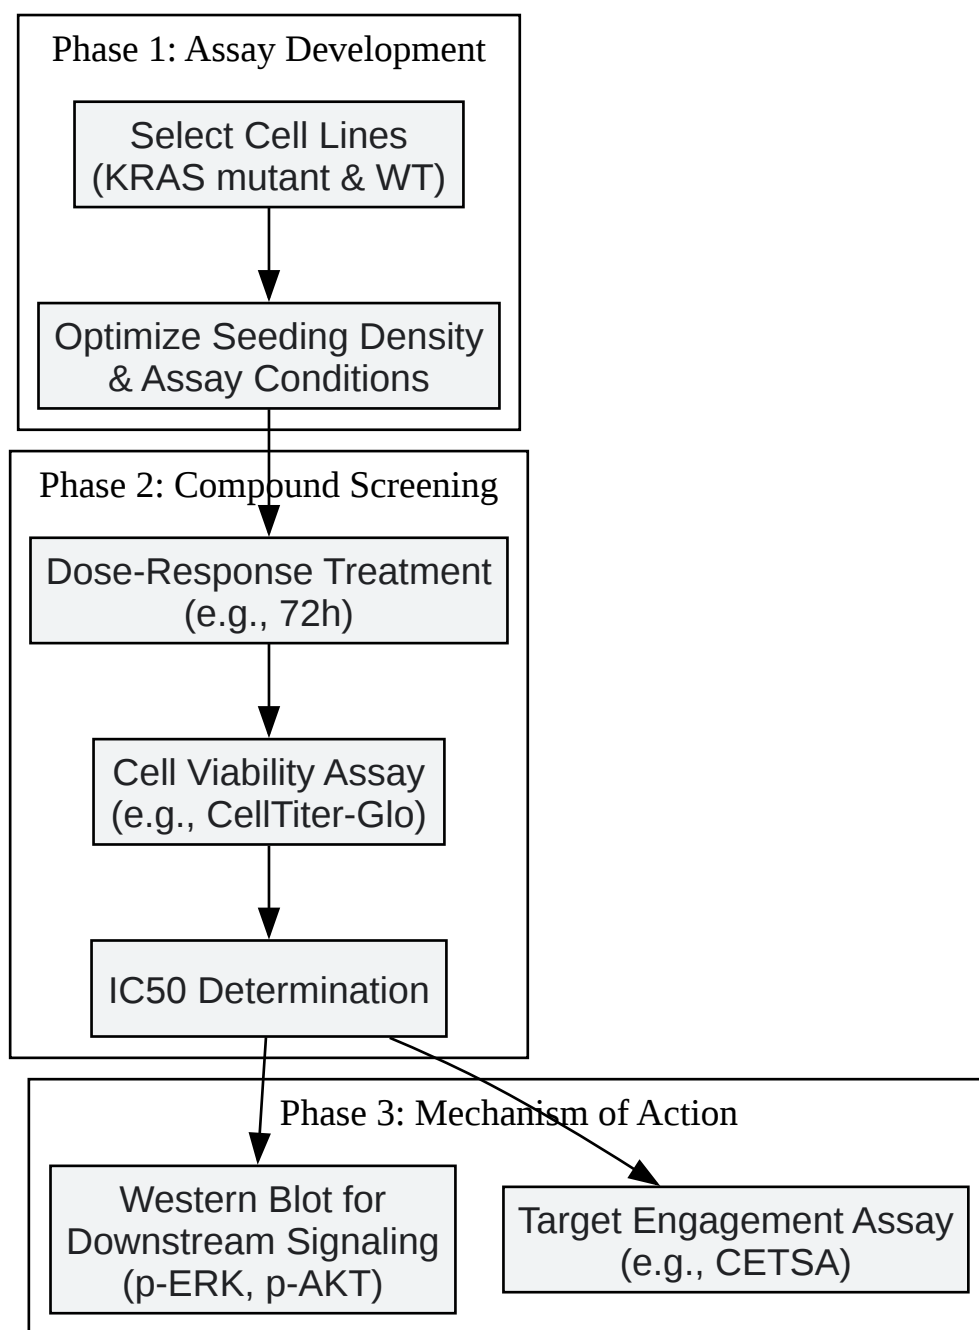 Phase 1: Assay Development
Select Cell Lines
(KRAS mutant & WT)
Optimize Seeding Density
& Assay Conditions
Phase 2: Compound Screening
Dose-Response Treatment
(e.g., 72h)
Cell Viability Assay
(e.g., CellTiter-Glo)
IC50 Determination
Phase 3: Mechanism of Action
Western Blot for
Downstream Signaling
(p-ERK, p-AKT)
Target Engagement Assay
(e.g., CETSA)